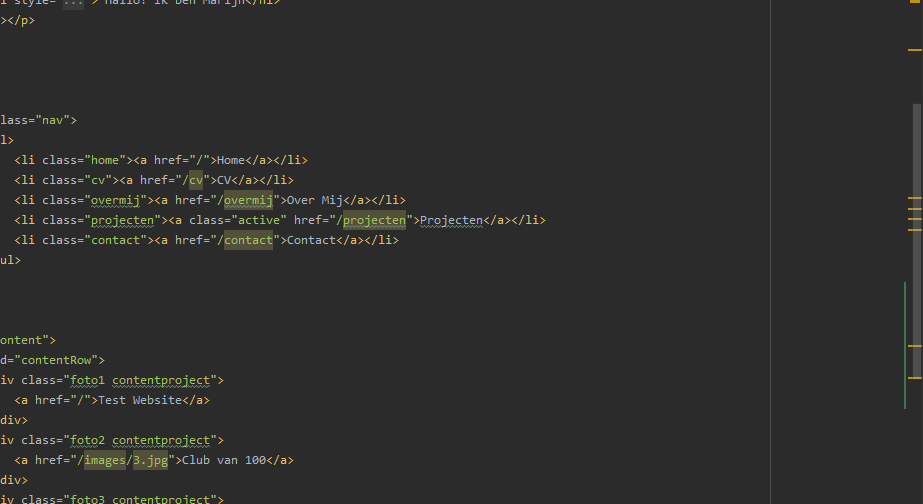 l style="..."> Hallo! Ik ben Marijn</h1>
></p>
lass="nav">
l>
<li class="home"><a href="/">Home</a></li>
<li class="cv"><a href="/cv">CV</a></li>
<li class="overmij"><a href="/overmij">Over Mij</a></li>
<li class="projecten"><a class="active" href="/projecten">Projecten</a></li>
<li class="contact"><a href="/contact">Contact</a></li>
ul>
ontent">
d="contentRow">
iv class="foto1 contentproject">
<a href="/">Test Website</a>
div>
iv class="foto2 contentproject">
<a href="/images/3.jpg">Club van 100</a>
div>
iv class="foto3 contentproject">